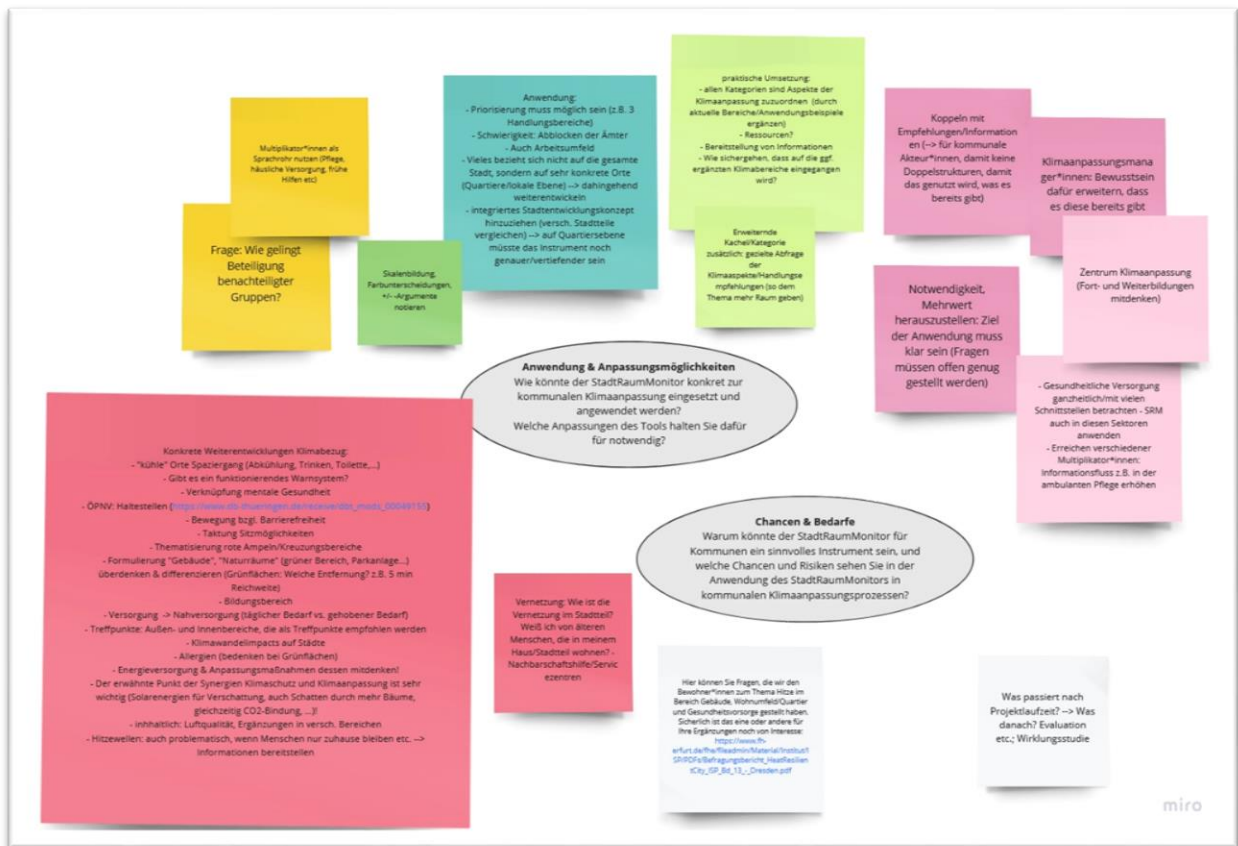 Multiplikator*innen als
Sprachrohr nutzen (Pflege,
häusliche Versorgung, frühe
Hilfen etc)
Frage: Wie gelingt
Beteiligung
benachteiligter
Gruppen?
Skalenbildung,
Farbunterscheidungen,
+/- -Argumente
notieren
Anwendung:
- Priorisierung muss möglich sein (z.B. 3
Handlungsbereiche)
- Schwierigkeit: Abblocken der Ämter
- Auch Arbeitsumfeld
- Vieles bezieht sich nicht auf die gesamte
Stadt, sondern auf sehr konkrete Orte
(Quartiere/lokale Ebene) --> dahingehend
weiterentwickeln
- integriertes Stadtentwicklungskonzept
hinzuziehen (versch. Stadtteile
vergleichen) --> auf Quartiersebene
müsste das Instrument noch
genauer/vertiefender sein
praktische Umsetzung:
- allen Kategorien sind Aspekte der
Klimaanpassung zuzuordnen (durch
aktuelle Bereiche/Anwendungsbeispiele
ergänzen)
- Ressourcen?
- Bereitstellung von Informationen
- Wie sichergehen, dass auf die ggf.
ergänzten Klimabereiche eingegangen
wird?
Erweiternde
Kachel/Kategorie
zusätzlich: gezielte Abfrage
der
Klimaaspekte/Handlungse
mpfehlungen (so dem
Thema mehr Raum geben)
Koppeln mit
Empfehlungen/Information
en (--> für kommunale
Akteur*innen, damit keine
Doppelstrukturen, damit
das genutzt wird, was es
bereits gibt)
Klimaanpassungsmana
ger*innen: Bewusstsein
dafür erweitern, dass
es diese bereits gibt
Zentrum Klimaanpassung
(Fort- und Weiterbildungen
mitdenken)
Notwendigkeit,
Mehrwert
herauszustellen: Ziel
der Anwendung muss
klar sein (Fragen
müssen offen genug
gestellt werden)
- Gesundheitliche Versorgung
ganzheitlich/mit vielen
Schnittstellen betrachten - SRM
auch in diesen Sektoren
anwenden
- Erreichen verschiedener
Multiplikator*innen:
Informationsfluss z.B. in der
ambulanten Pflege erhöhen
Anwendung & Anpassungsmöglichkeiten
Wie könnte der StadtRaumMonitor konkret zur
kommunalen Klimaanpassung eingesetzt und
angewendet werden?
Welche Anpassungen des Tools halten Sie dafür
für notwendig?
Konkrete Weiterentwicklungen Klimabezug:
- "kühle" Orte Spaziergang (Abkühlung, Trinken, Toilette,...)
- Gibt es ein funktionierendes Warnsystem?
- Verknüpfung mentale Gesundheit
- ÖPNV: Haltestellen (
- Bewegung bzgl. Barrierefreiheit
- Taktung Sitzmöglichkeiten
- Thematisierung rote Ampeln/Kreuzungsbereiche
- Formulierung "Gebäude", "Naturräume" (grüner Bereich, Parkanlage...)
überdenken & differenzieren (Grünflächen: Welche Entfernung? z.B. 5 min
Reichweite)
- Bildungsbereich
- Versorgung -> Nahversorgung (täglicher Bedarf vs. gehobener Bedarf)
- Treffpunkte: Außen- und Innenbereiche, die als Treffpunkte empfohlen werden
- Klimawandelimpacts auf Städte
- Allergien (bedenken bei Grünflächen)
- Energieversorgung & Anpassungsmaßnahmen dessen mitdenken!
- Der erwähnte Punkt der Synergien Klimaschutz und Klimaanpassung ist sehr
wichtig (Solarenergien für Verschattung, auch Schatten durch mehr Bäume,
gleichzeitig CO2-Bindung, ...)!
- inhhaltlich: Luftqualität, Ergänzungen in versch. Bereichen
- Hitzewellen: auch problematisch, wenn Menschen nur zuhause bleiben etc. -->
Informationen bereitstellen
Chancen & Bedarfe
Warum könnte der StadtRaumMonitor für
Kommunen ein sinnvolles Instrument sein, und
welche Chancen und Risiken sehen Sie in der
Anwendung des StadtRaumMonitors in
kommunalen Klimaanpassungsprozessen?
Vernetzung: Wie ist die
Vernetzung im Stadtteil?
Weiß ich von älteren
Menschen, die in meinem
Haus/Stadtteil wohnen? -
Nachbarschaftshilfe/Servic
ezentren
Hier können Sie Fragen, die wir den
Bewohner*innen zum Thema Hitze im
Bereich Gebäude, Wohnumfeld/Quartier
und Gesundheitsvorsorge gestellt haben.
Sicherlich ist das eine oder andere für
Ihre Ergänzungen noch von Interesse:
https://www.fh-
erfurt.de/fhe/fileadmin/Material/Institut/I
SP/PDFs/Befragungsbericht_HeatResilien
tCity_ISP_Bd_13_-_Dresden.pdf
Was passiert nach
Projektlaufzeit? --> Was
danach? Evaluation
etc.; Wirklungsstudie
miro